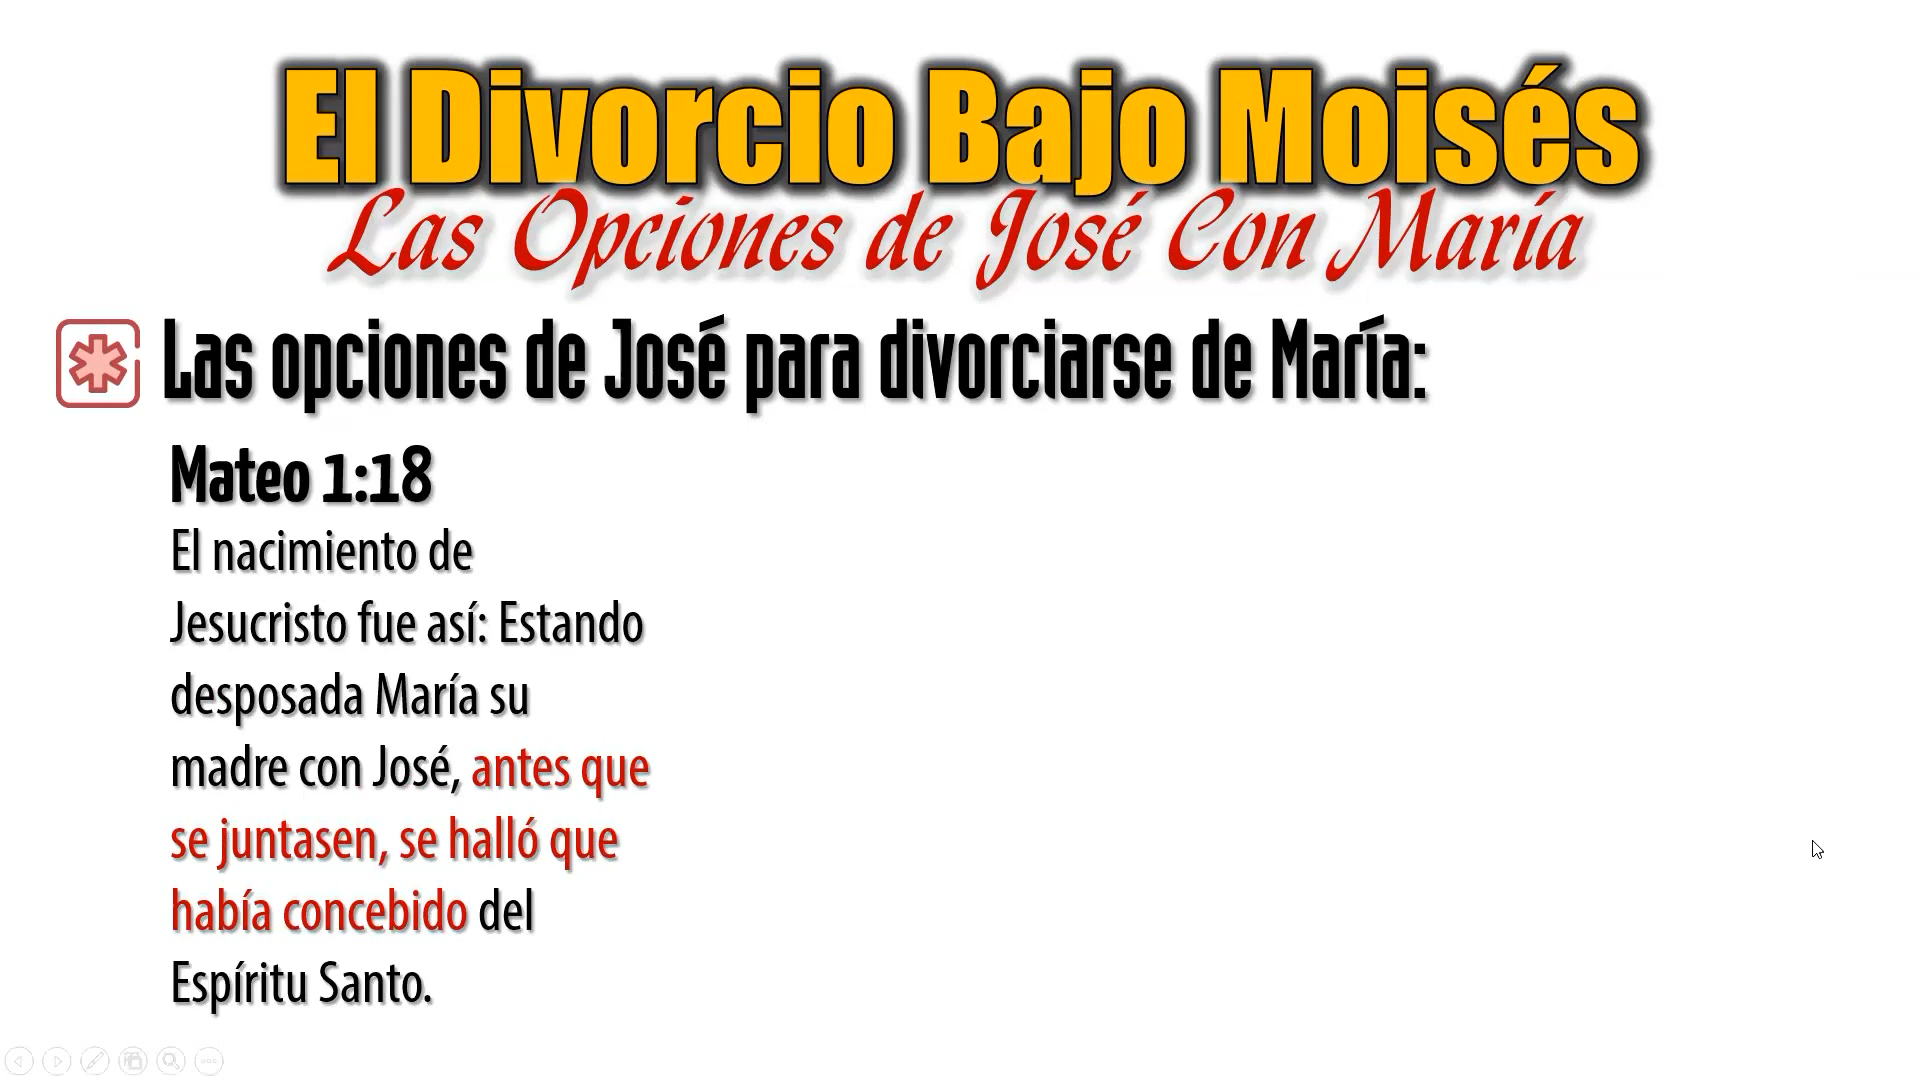 El Divorcio Bajo Moisés
Las Opciones de José Con María
Las opciones de José para divorciarse de María:
Mateo 1:18
El nacimiento de
Jesucristo fue así: Estando
desposada María su
madre con José, antes que
se juntasen, se halló que
había concebido del
Espíritu Santo.